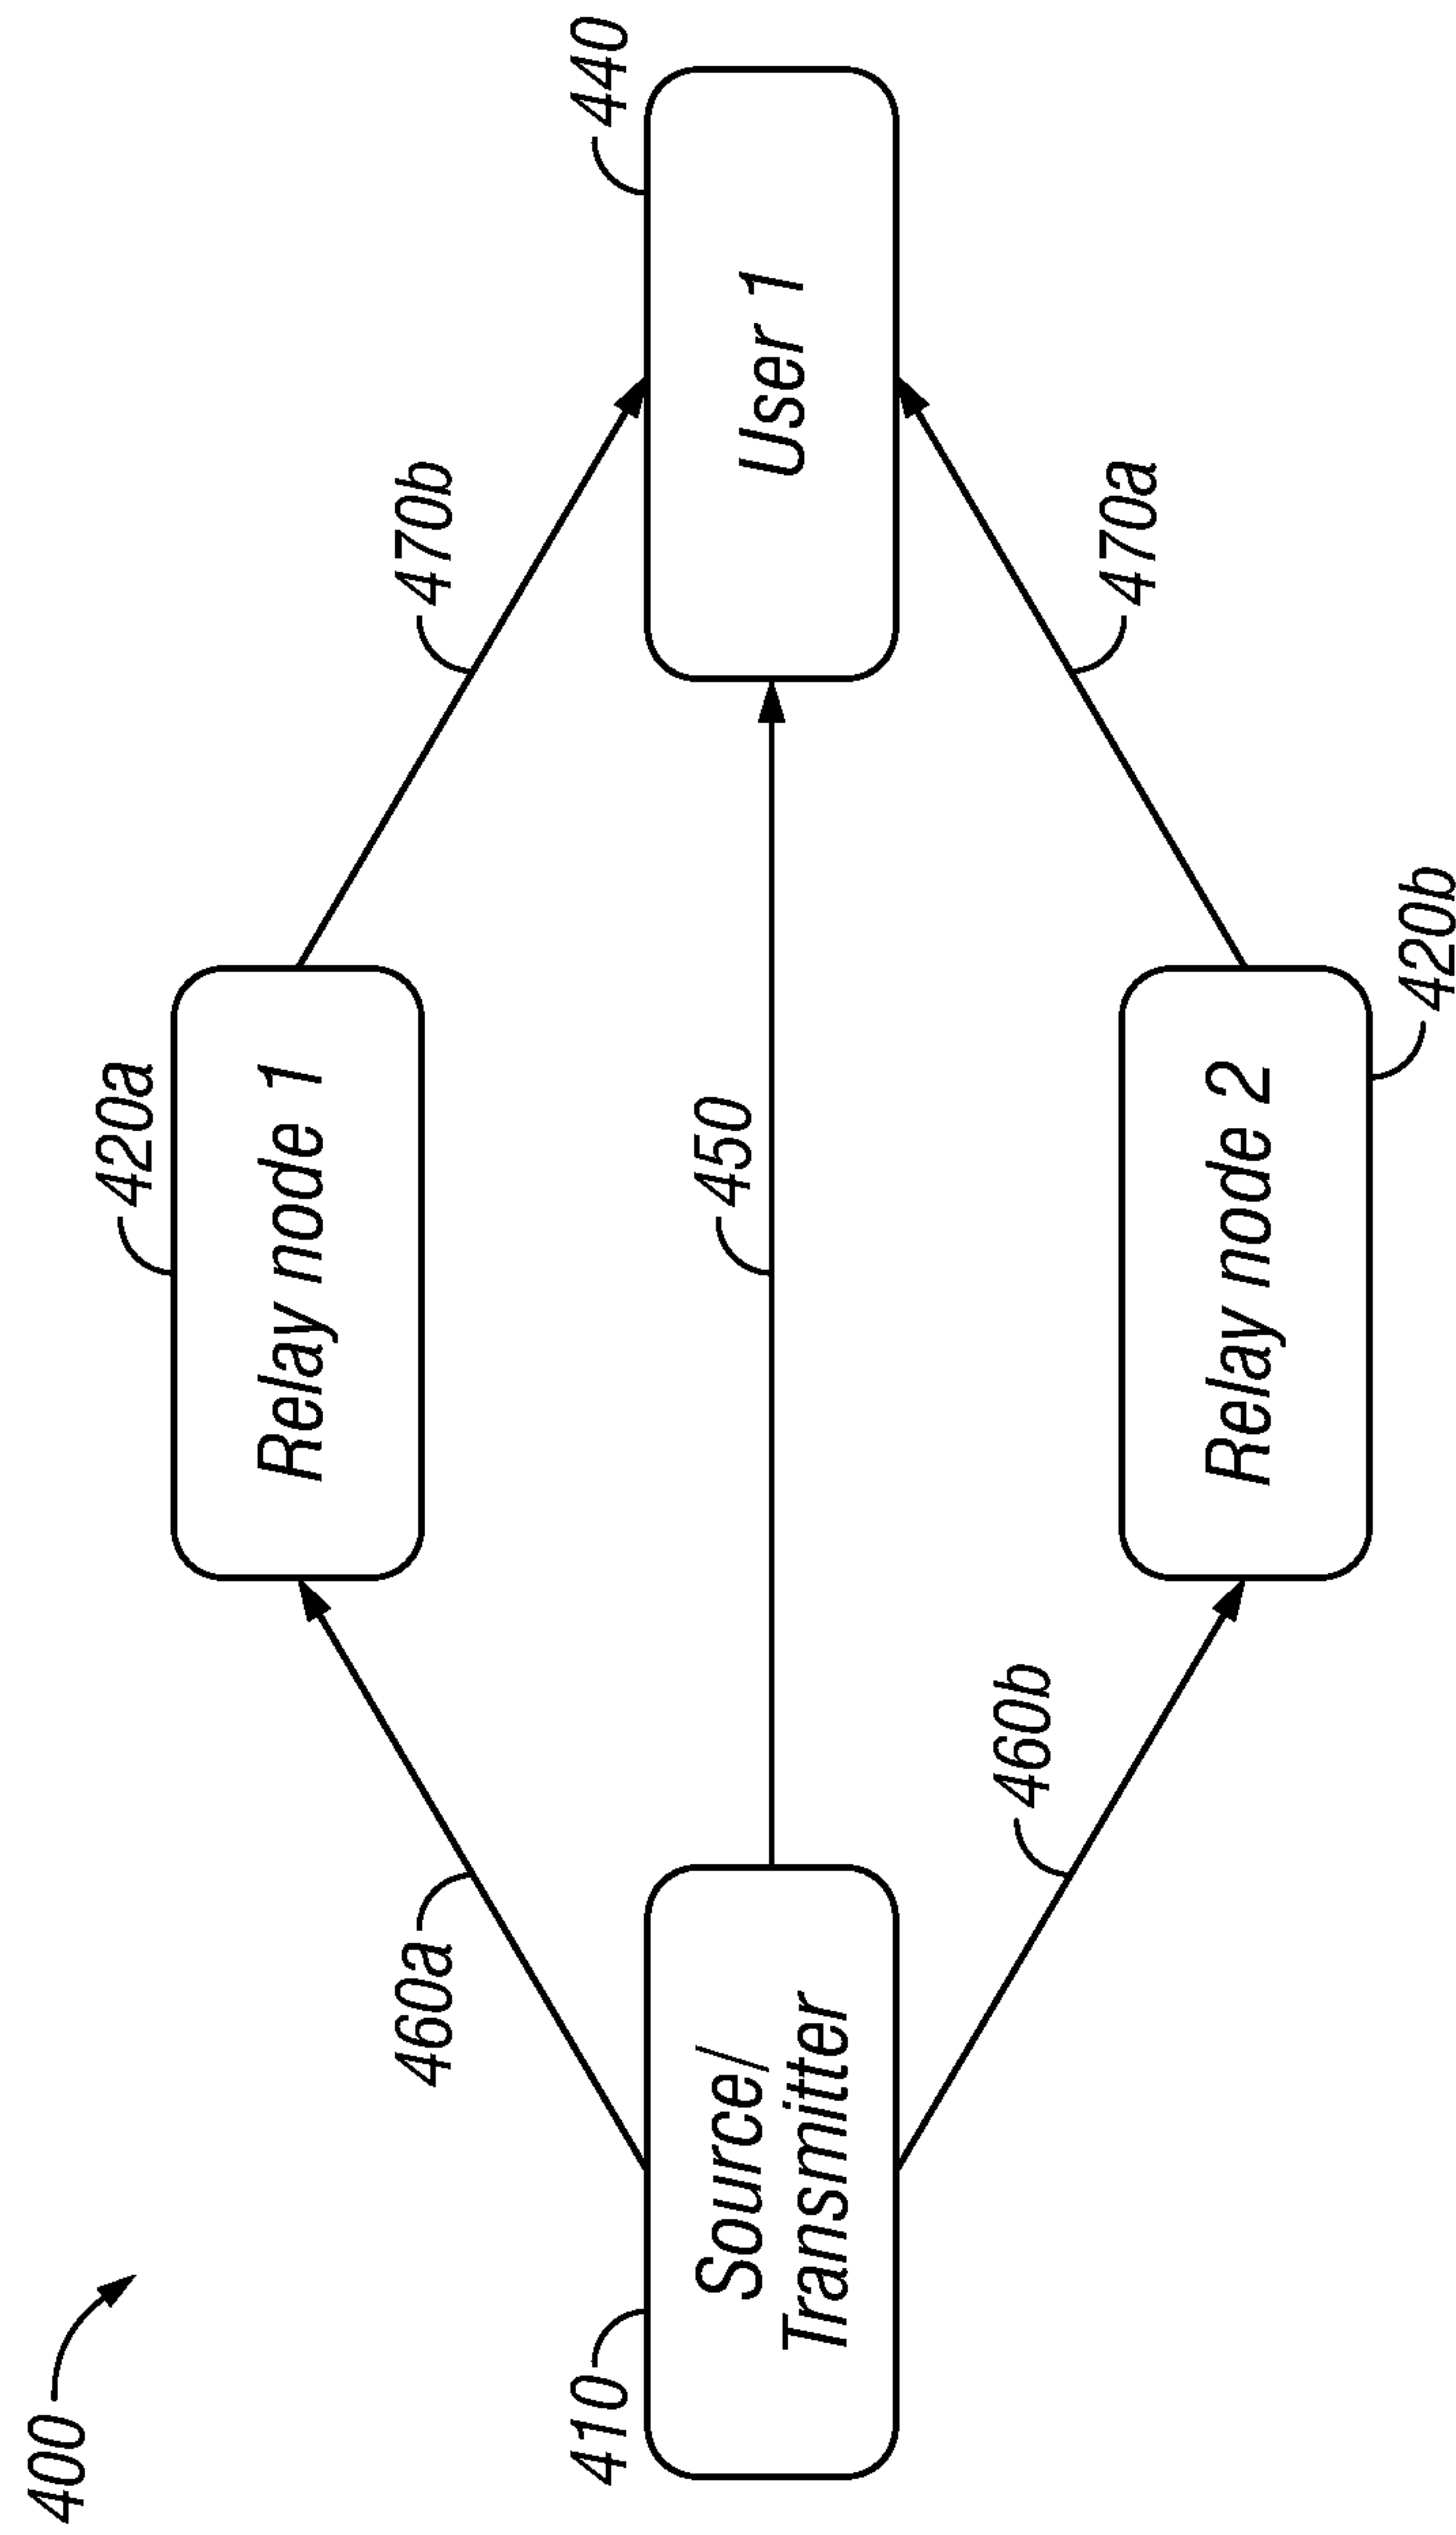 400
420a
Relay node 1
460a
470b
410
Source/
Transmitter
450
440
User 1
460b
470a
Relay node 2
420b